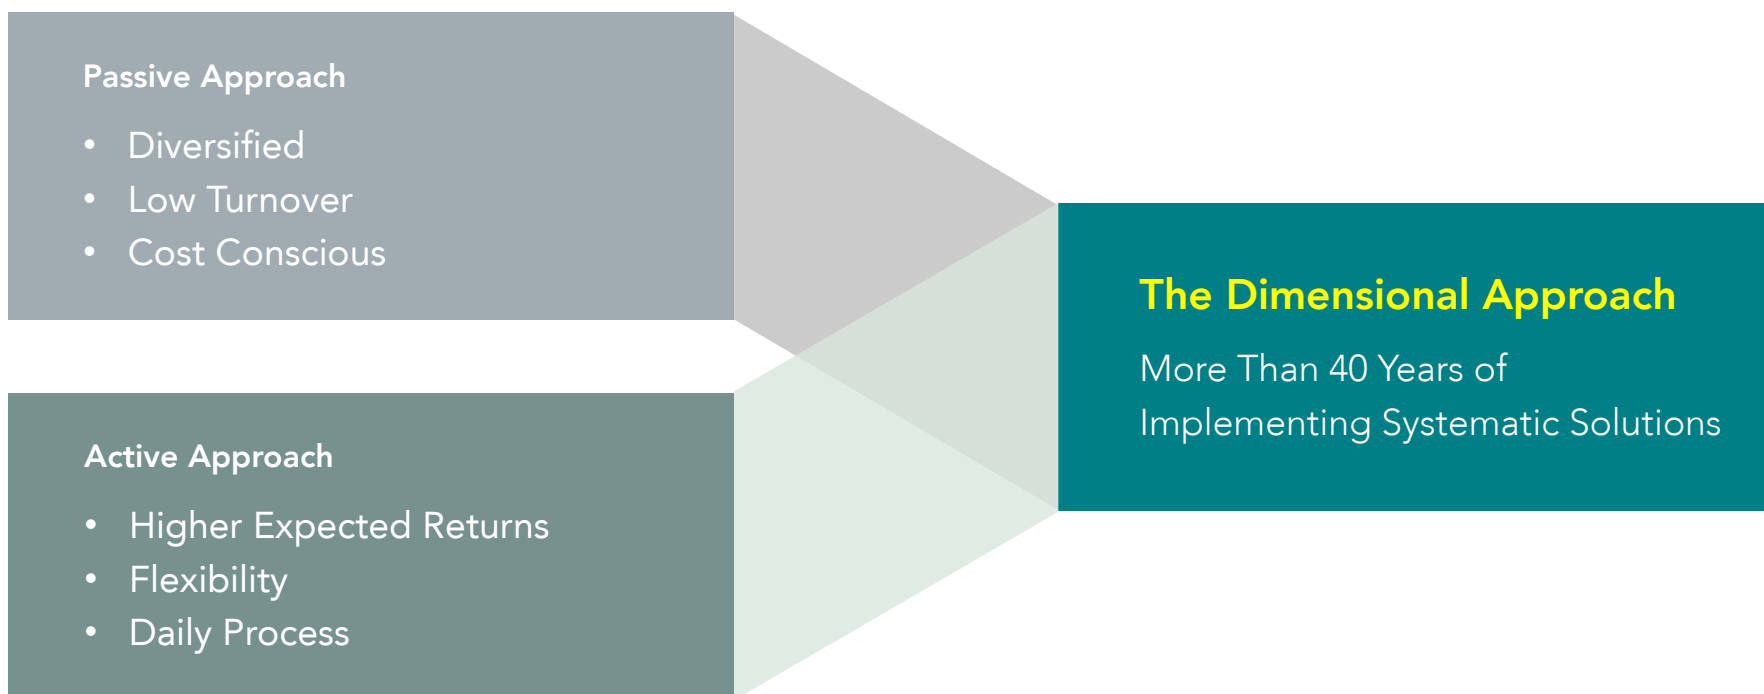 Passive Approach
• Diversified
• Low Turnover
• Cost Conscious
Active Approach
• Higher Expected Returns
• Flexibility
• Daily Process
The Dimensional Approach
More Than 40 Years of
Implementing Systematic Solutions